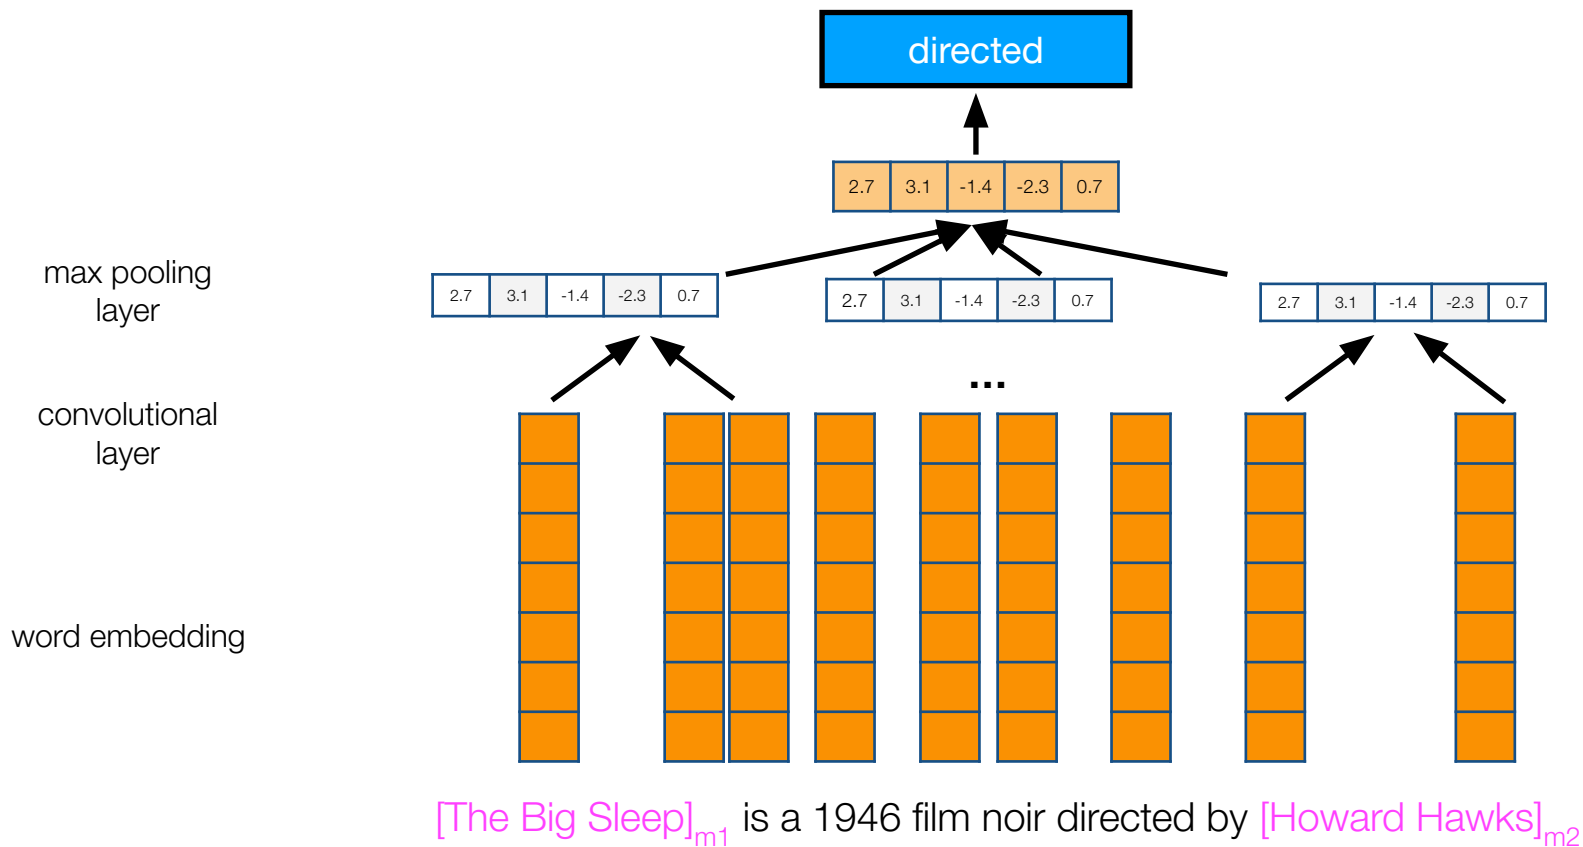 directed
2.7 3.1 -1.4 -2.3 0.7
max pooling
layer
2.7 3.1 -1.4 -2.3 0.7
2.7 3.1 -1.4 -2.3 0.7
2.7 3.1 -1.4 -2.3 0.7
...
convolutional
layer
word embedding
[The Big Sleep]m1 is a 1946 film noir directed by [Howard Hawks]m2